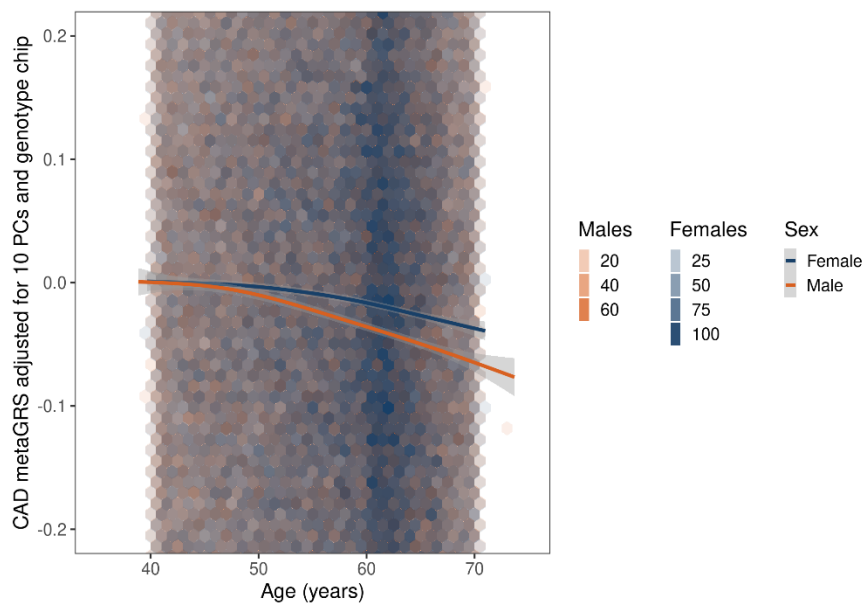 CAD metaGRS adjusted for 10 PCs and genotype chip
0.2
0.1
0.0
-0.1
-0.2
40 50 60 70
Age (years)
Males
20
40
60
Females
25
50
75
100
Sex
Female
Male